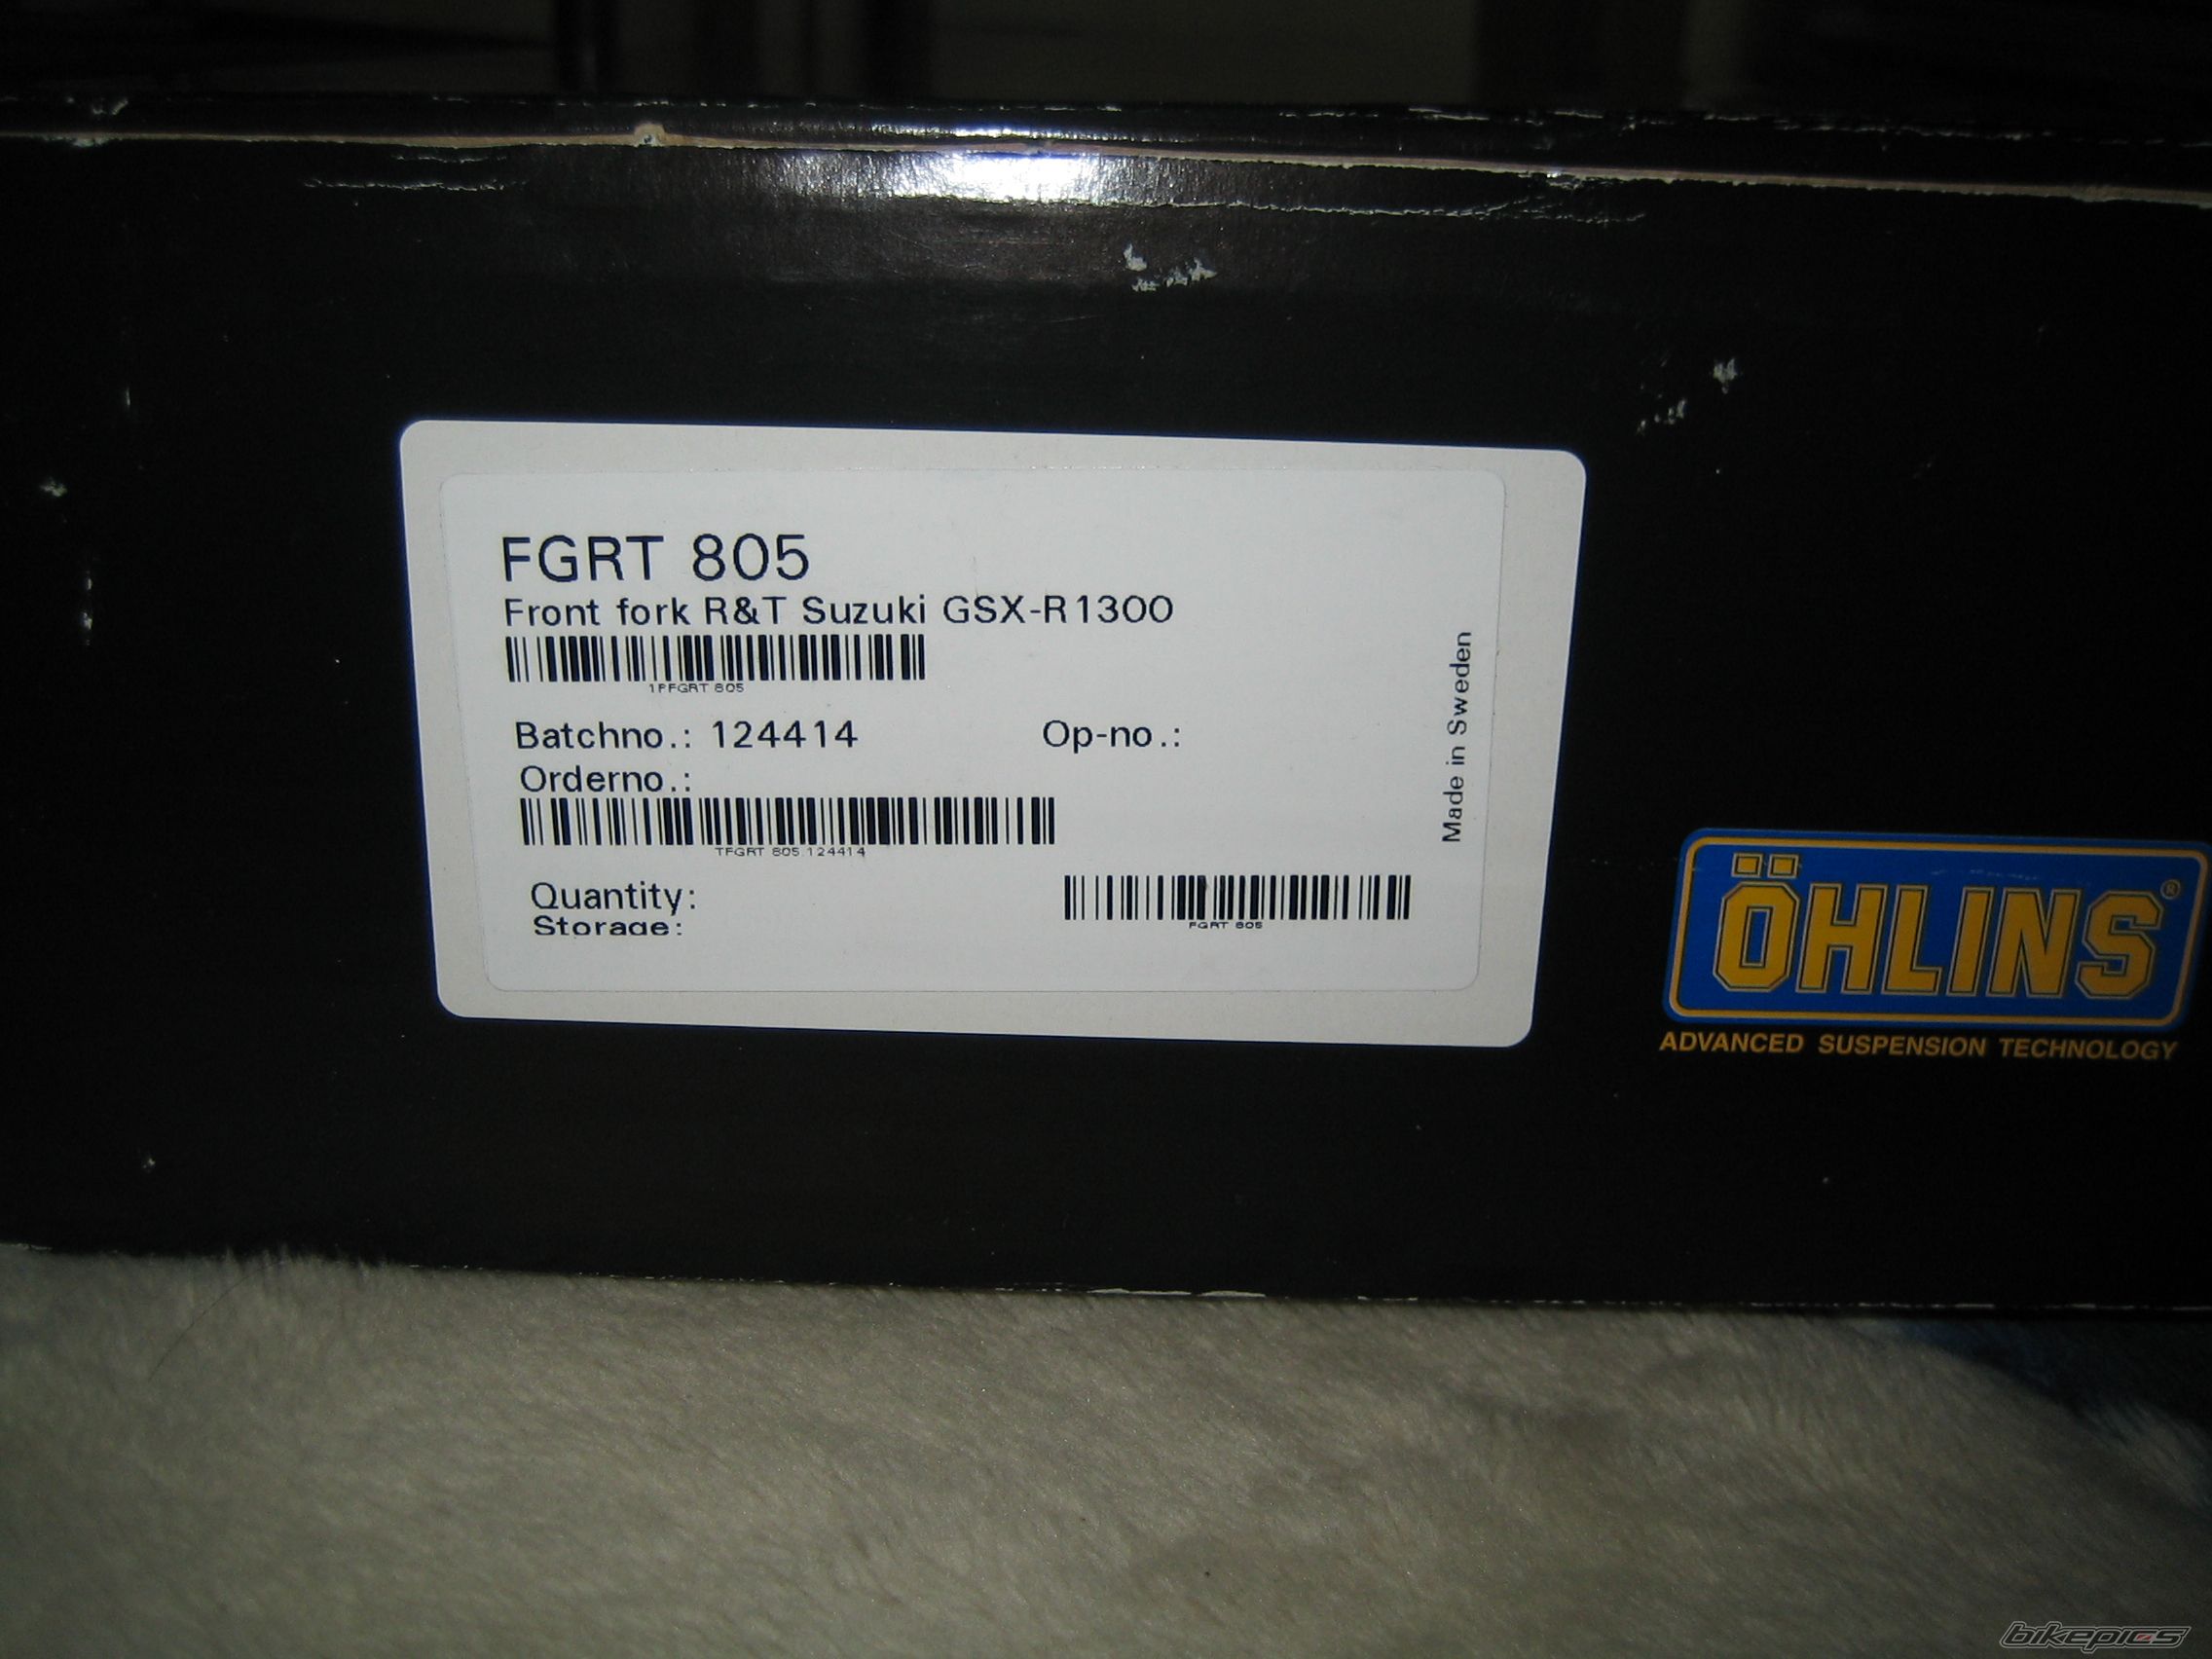 FGRT 805
Front fork R&T Suzuki GSX-R1300
1PFGRT 805
Batchno.: 124414 Op-no.:
Orderno.:
TFGRT 805.124414
Quantity:
Storage:
FGRT 805
Made in Sweden
ÖHLINS®
ADVANCED SUSPENSION TECHNOLOGY
bikepics